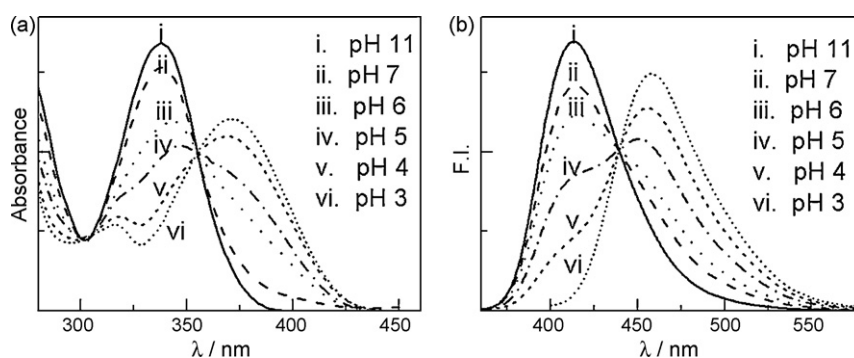 (a)
Absorbance
i
ii
iii
iv
v
vi
i. pH 11
ii. pH 7
iii. pH 6
iv. pH 5
v. pH 4
vi. pH 3
300 350 400 450
λ / nm
(b)
F.I.
i
ii
iii
iv
v
vi
i. pH 11
ii. pH 7
iii. pH 6
iv. pH 5
v. pH 4
vi. pH 3
400 450 500 550
λ / nm